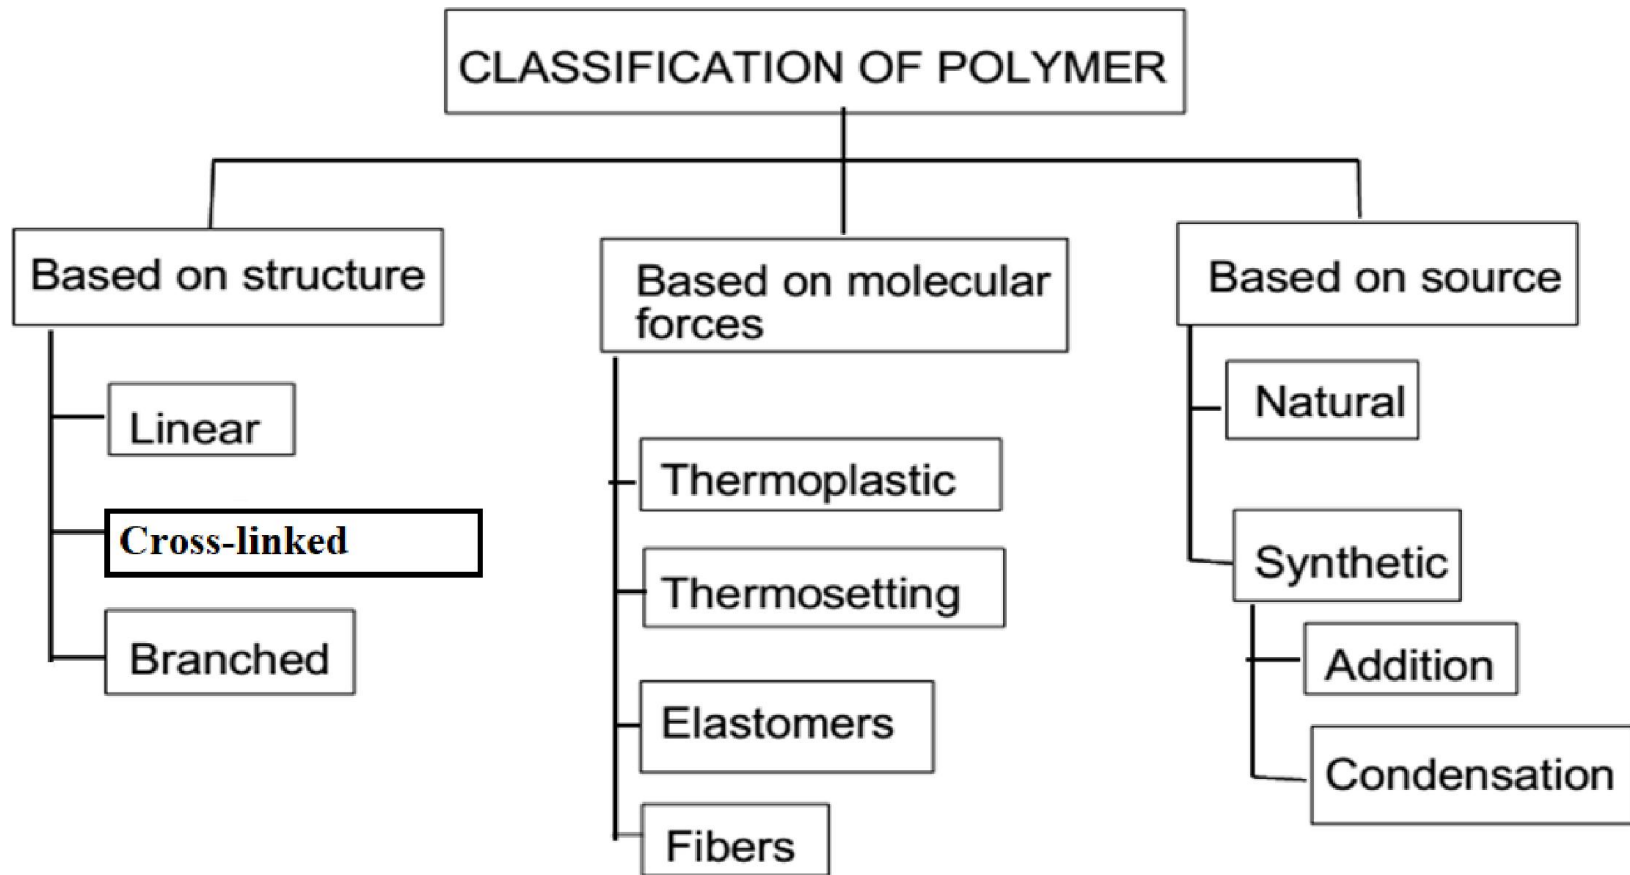 CLASSIFICATION OF POLYMER
Based on structure
Linear
Cross-linked
Branched
Based on molecular
forces
Thermoplastic
Thermosetting
Elastomers
Fibers
Based on source
Natural
Synthetic
Addition
Condensation